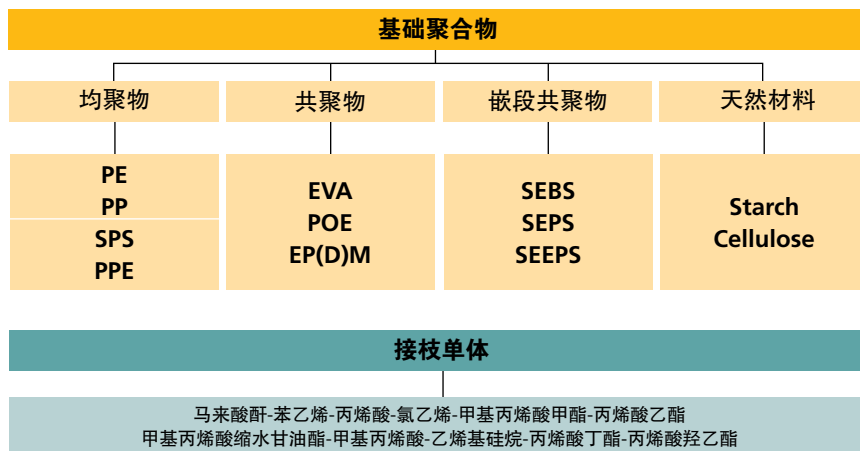 基础聚合物
均聚物
共聚物
嵌段共聚物
天然材料
PE
PP
SPS
PPE
EVA
POE
EP(D)M
SEBS
SEPS
SEEPS
Starch
Cellulose
接枝单体
马来酸酐-苯乙烯-丙烯酸-氯乙烯-甲基丙烯酸甲酯-丙烯酸乙酯
甲基丙烯酸缩水甘油酯-甲基丙烯酸-乙烯基硅烷-丙烯酸丁酯-丙烯酸羟乙酯